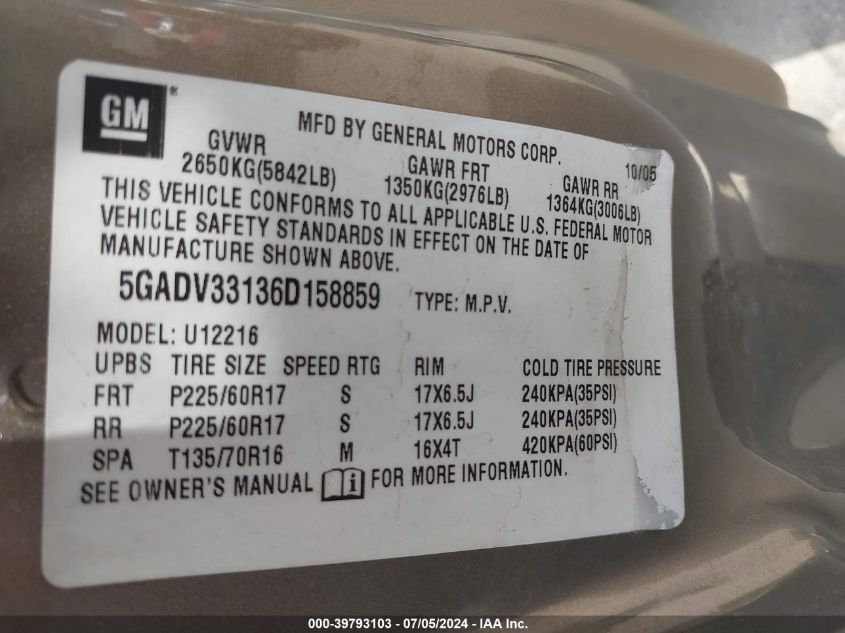 GM®
MFD BY GENERAL MOTORS CORP. 10/05
GVWR GAWR FRT GAWR RR
2650KG(5842LB) 1350KG(2976LB) 1364KG(3006LB)
THIS VEHICLE CONFORMS TO ALL APPLICABLE U.S. FEDERAL MOTOR
VEHICLE SAFETY STANDARDS IN EFFECT ON THE DATE OF
MANUFACTURE SHOWN ABOVE.
5GADV33136D158859 TYPE: M.P.V.
MODEL: U12216
UPBS TIRE SIZE SPEED RTG RIM COLD TIRE PRESSURE
FRT P225/60R17 S 17X6.5J 240KPA(35PSI)
RR P225/60R17 S 17X6.5J 240KPA(35PSI)
SPA T135/70R16 M 16X4T 420KPA(60PSI)
SEE OWNER'S MANUAL i FOR MORE INFORMATION.
000-39793103 - 07/05/2024 - IAA Inc.